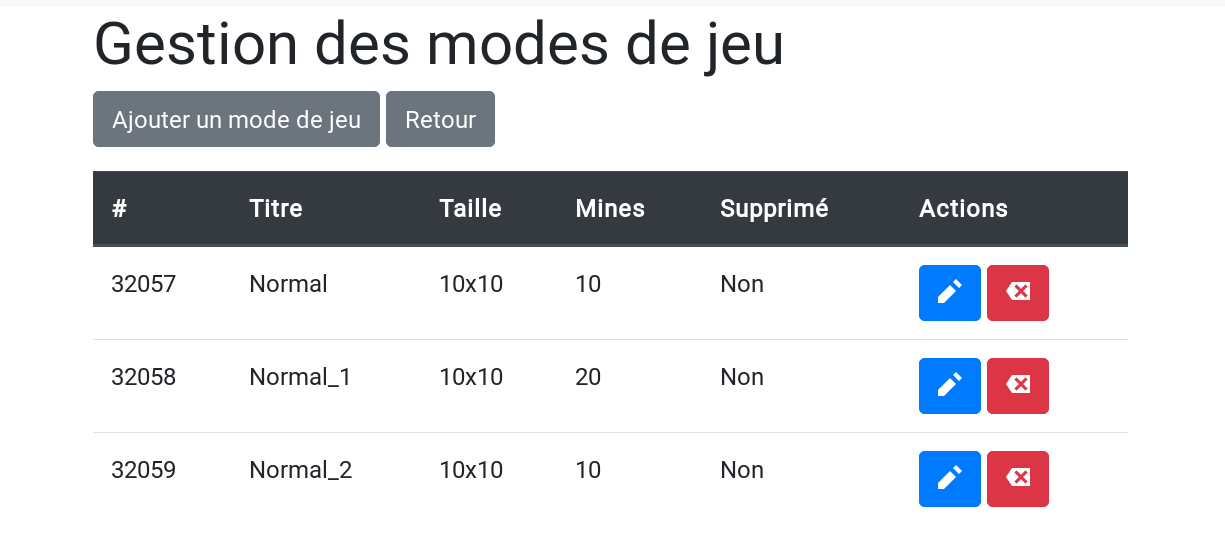 Gestion des modes de jeu
Ajouter un mode de jeu Retour
# Titre Taille Mines Supprimé Actions
32057 Normal 10x10 10 Non
32058 Normal_1 10x10 20 Non
32059 Normal_2 10x10 10 Non